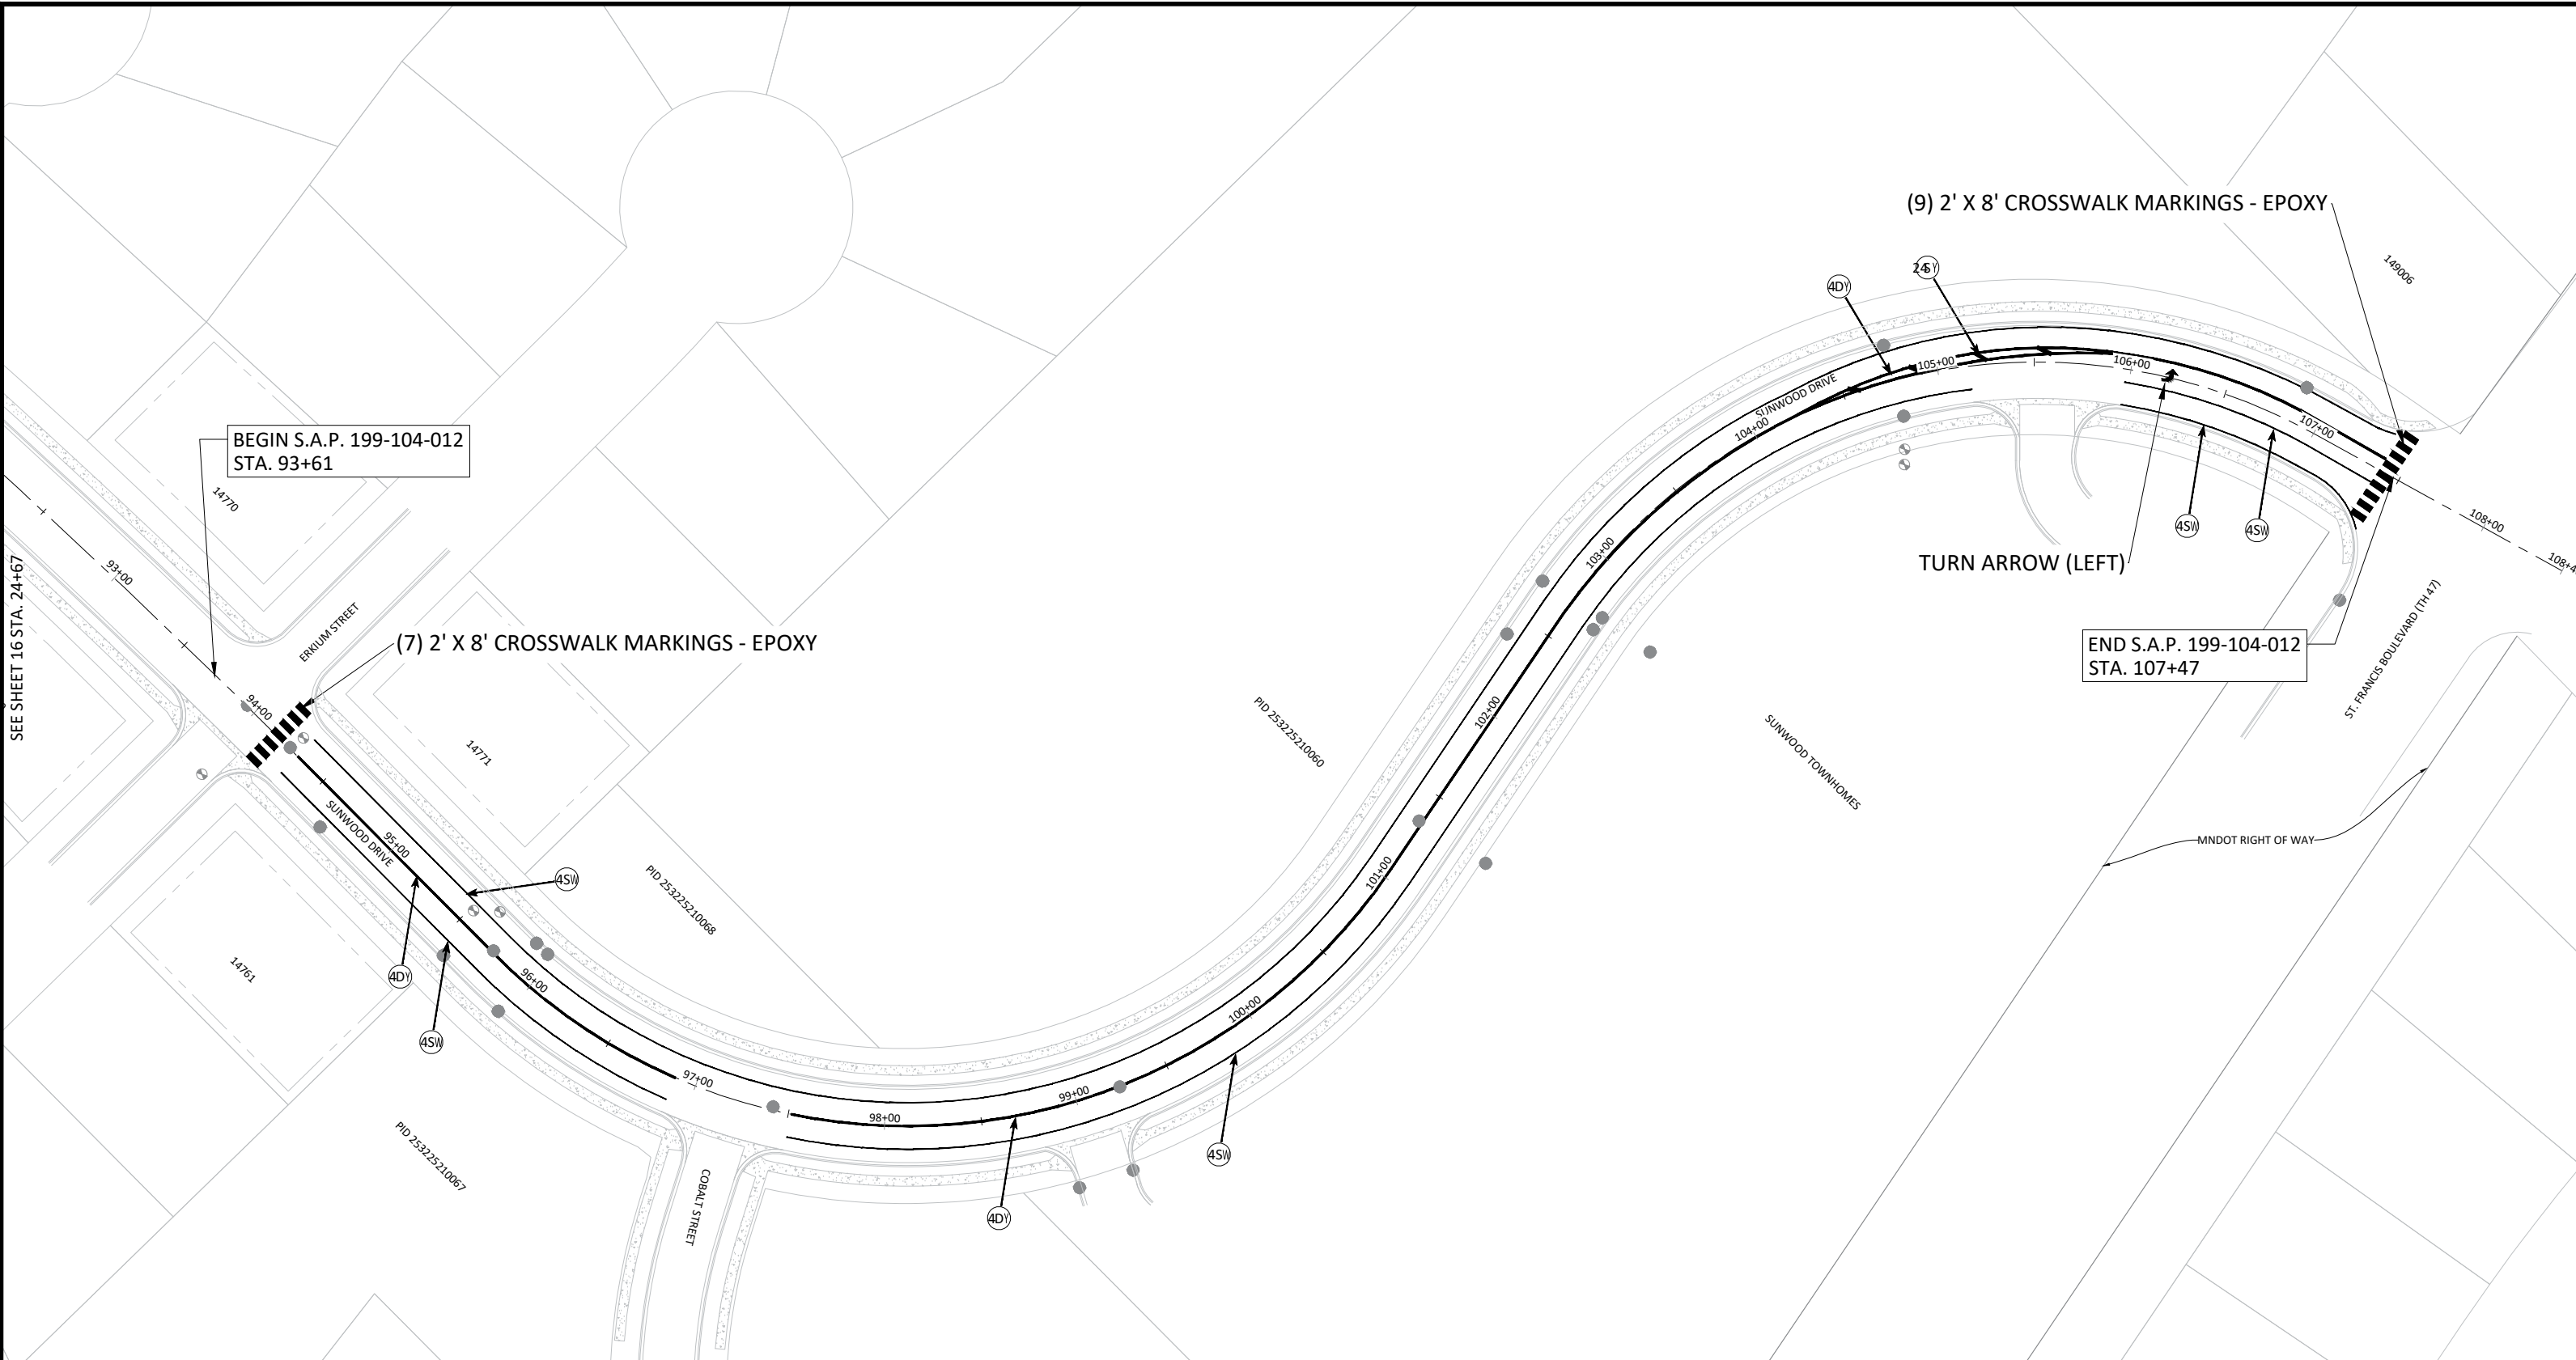 (9) 2' X 8' CROSSWALK MARKINGS - EPOXY
149006
4DY
SUNWOOD DRIVE
105+00
106+00
104+00
107+00
BEGIN S.A.P. 199-104-012
STA. 93+61
14770
4SW
4SW
108+00
TURN ARROW (LEFT)
103+00
93+00
SEE SHEET 16 STA. 24+67
ERKIUM STREET
(7) 2' X 8' CROSSWALK MARKINGS - EPOXY
END S.A.P. 199-104-012
STA. 107+47
ST. FRANCIS BOULEVARD (TH 47)
94+00
102+00
PID 253225210060
SUNWOOD TOWNHOMES
14771
SUNWOOD DRIVE
95+00
MNDOT RIGHT OF WAY
101+00
4SW
PID 253225210068
14761
4DY
96+00
100+00
4SW
97+00
99+00
98+00
PID 253225210067
4SW
COBALT STREET
4DY